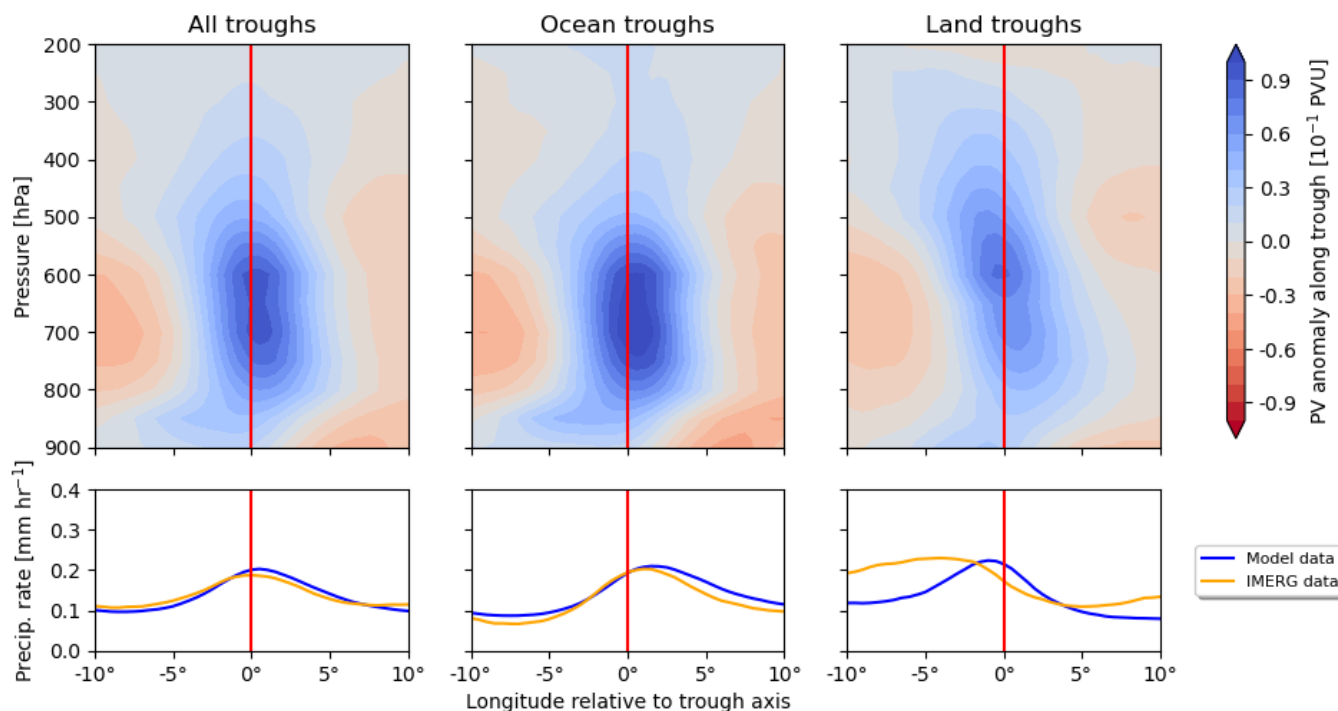 All troughs
Ocean troughs
Land troughs
200
300
400
500
600
700
800
900
Pressure [hPa]
0.9
0.6
0.3
0.0
-0.3
-0.6
-0.9
PV anomaly along trough [10⁻¹ PVU]
0.4
0.3
0.2
0.1
0.0
Precip. rate [mm hr⁻¹]
-10° -5° 0° 5° 10°
-10° -5° 0° 5° 10°
-10° -5° 0° 5° 10°
Longitude relative to trough axis
Model data
IMERG data